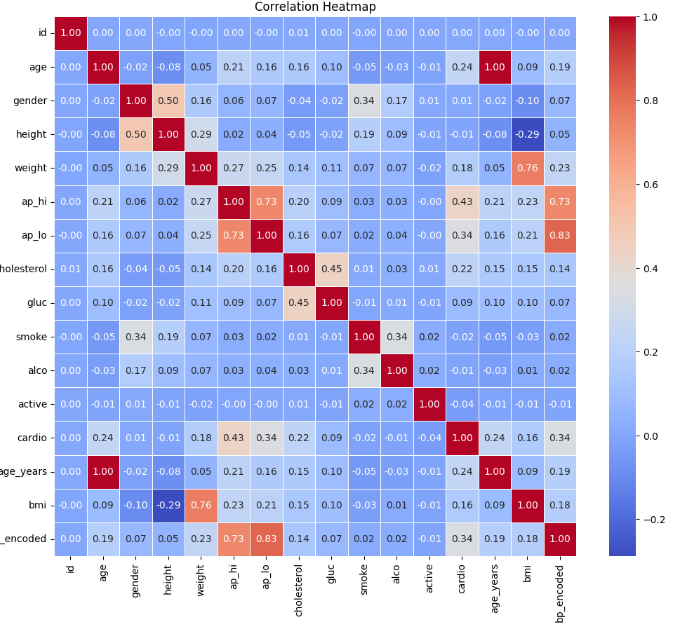 Correlation Heatmap
id 1.00 0.00 0.00 -0.00 -0.00 -0.00 -0.00 0.01 0.00 -0.00 0.00 0.00 0.00 0.00 -0.00 0.00
age 0.00 1.00 -0.02 -0.08 0.05 0.21 0.16 0.16 0.10 -0.05 -0.03 -0.01 0.24 1.00 0.09 0.19
gender 0.00 -0.02 1.00 0.50 0.16 0.06 0.07 -0.04 -0.02 0.34 0.17 0.01 0.01 -0.02 -0.10 0.07
height -0.00 -0.08 0.50 1.00 0.29 0.02 0.04 -0.05 -0.02 0.19 0.09 -0.01 -0.01 -0.08 -0.29 0.05
weight -0.00 0.05 0.16 0.29 1.00 0.27 0.25 0.14 0.11 0.07 0.07 -0.02 0.18 0.05 0.76 0.23
ap_hi -0.00 0.21 0.06 0.02 0.27 1.00 0.73 0.20 0.09 0.03 0.03 -0.00 0.43 0.21 0.23 0.73
ap_lo -0.00 0.16 0.07 0.04 0.25 0.73 1.00 0.16 0.07 0.02 0.04 -0.00 0.34 0.16 0.21 0.83
holesterol 0.01 0.16 -0.04 -0.05 0.14 0.20 0.16 1.00 0.45 0.01 0.03 0.01 0.22 0.15 0.15 0.14
gluc 0.00 0.10 -0.02 -0.02 0.11 0.09 0.07 0.45 1.00 -0.01 0.01 -0.01 0.09 0.10 0.10 0.07
smoke -0.00 -0.05 0.34 0.19 0.07 0.03 0.02 0.01 -0.01 1.00 0.34 0.02 -0.02 -0.05 -0.03 0.02
alco 0.00 -0.03 0.17 0.09 0.07 0.03 0.04 0.03 0.01 0.34 1.00 0.02 -0.01 -0.03 0.01 0.02
active 0.00 -0.01 0.01 -0.01 -0.02 -0.00 -0.00 0.01 -0.01 0.02 0.02 1.00 -0.04 -0.01 -0.01 -0.01
cardio 0.00 0.24 0.01 -0.01 0.18 0.43 0.34 0.22 0.09 -0.02 -0.01 -0.04 1.00 0.24 0.16 0.34
age_years 0.00 1.00 -0.02 -0.08 0.05 0.21 0.16 0.15 0.10 -0.05 -0.03 -0.01 0.24 1.00 0.09 0.19
bmi -0.00 0.09 -0.10 -0.29 0.76 0.23 0.21 0.15 0.10 -0.03 0.01 -0.01 0.16 0.09 1.00 0.18
_encoded 0.00 0.19 0.07 0.05 0.23 0.73 0.83 0.14 0.07 0.02 0.02 -0.01 0.34 0.19 0.18 1.00
id age gender height weight ap_hi ap_lo cholesterol gluc smoke alco active cardio age_years bmi bp_encoded
1.0
0.8
0.6
0.4
0.2
0.0
−0.2